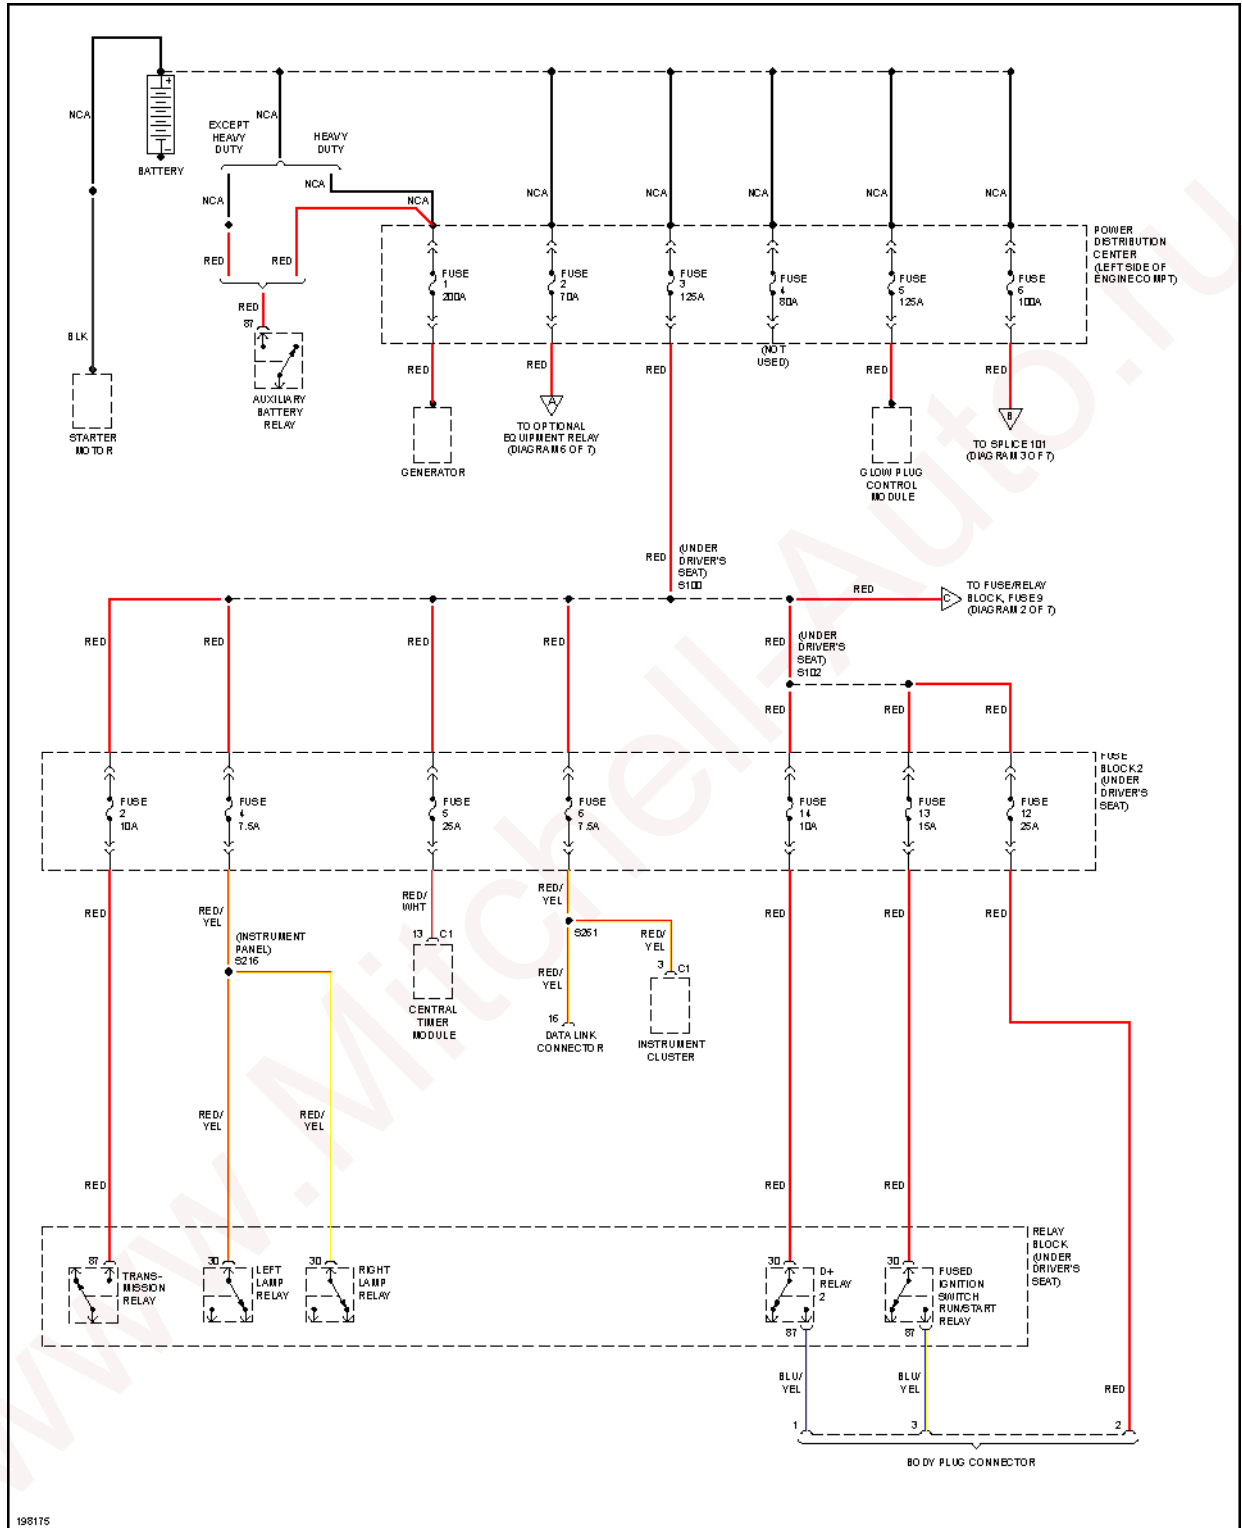 NCA
NCA
EXCEPT
HEAVY
DUTY
HEAVY
DUTY
BATTERY
NCA
NCA
NCA
NCA
NCA
NCA
NCA
NCA
RED
RED
POWER
DISTRIBUTION
CENTER
(LEFT SIDE OF
ENGINE COMPT)
FUSE
1
200A
FUSE
2
70A
FUSE
3
125A
FUSE
4
80A
FUSE
5
125A
FUSE
6
100A
RED
87
BLK
(NOT
USED)
RED
RED
RED
RED
RED
AUXILIARY
BATTERY
RELAY
STARTER
MOTOR
A
B
TO OPTIONAL
EQUIPMENT RELAY
(DIAGRAM 6 OF 7)
GENERATOR
GLOW PLUG
CONTROL
MODULE
TO SPLICE 101
(DIAGRAM 3 OF 7)
RED
(UNDER
DRIVER'S
SEAT)
S100
RED
C
TO FUSE/RELAY
BLOCK, FUSE 9
(DIAGRAM 2 OF 7)
RED
RED
RED
RED
RED
(UNDER
DRIVER'S
SEAT)
S102
RED
RED
RED
FUSE
BLOCK 2
(UNDER
DRIVER'S
SEAT)
FUSE
2
10A
FUSE
4
7.5A
FUSE
5
25A
FUSE
6
7.5A
FUSE
14
10A
FUSE
13
15A
FUSE
12
25A
RED
RED/
YEL
RED/
WHT
RED/
YEL
RED
RED
RED
(INSTRUMENT
PANEL)
S216
13 C1
S261
RED/
YEL
RED/
YEL
3 C1
CENTRAL
TIMER
MODULE
16
DATA LINK
CONNECTOR
INSTRUMENT
CLUSTER
RED/
YEL
RED/
YEL
RED
RED
RED
RELAY
BLOCK
(UNDER
DRIVER'S
SEAT)
87
TRANS-
MISSION
RELAY
30
LEFT
LAMP
RELAY
30
RIGHT
LAMP
RELAY
30
D+
RELAY
2
87
30
FUSED
IGNITION
SWITCH
RUN/START
RELAY
87
BLU/
YEL
BLU/
YEL
RED
1
3
2
BODY PLUG CONNECTOR
198175
www.Mitchell-Auto.ru